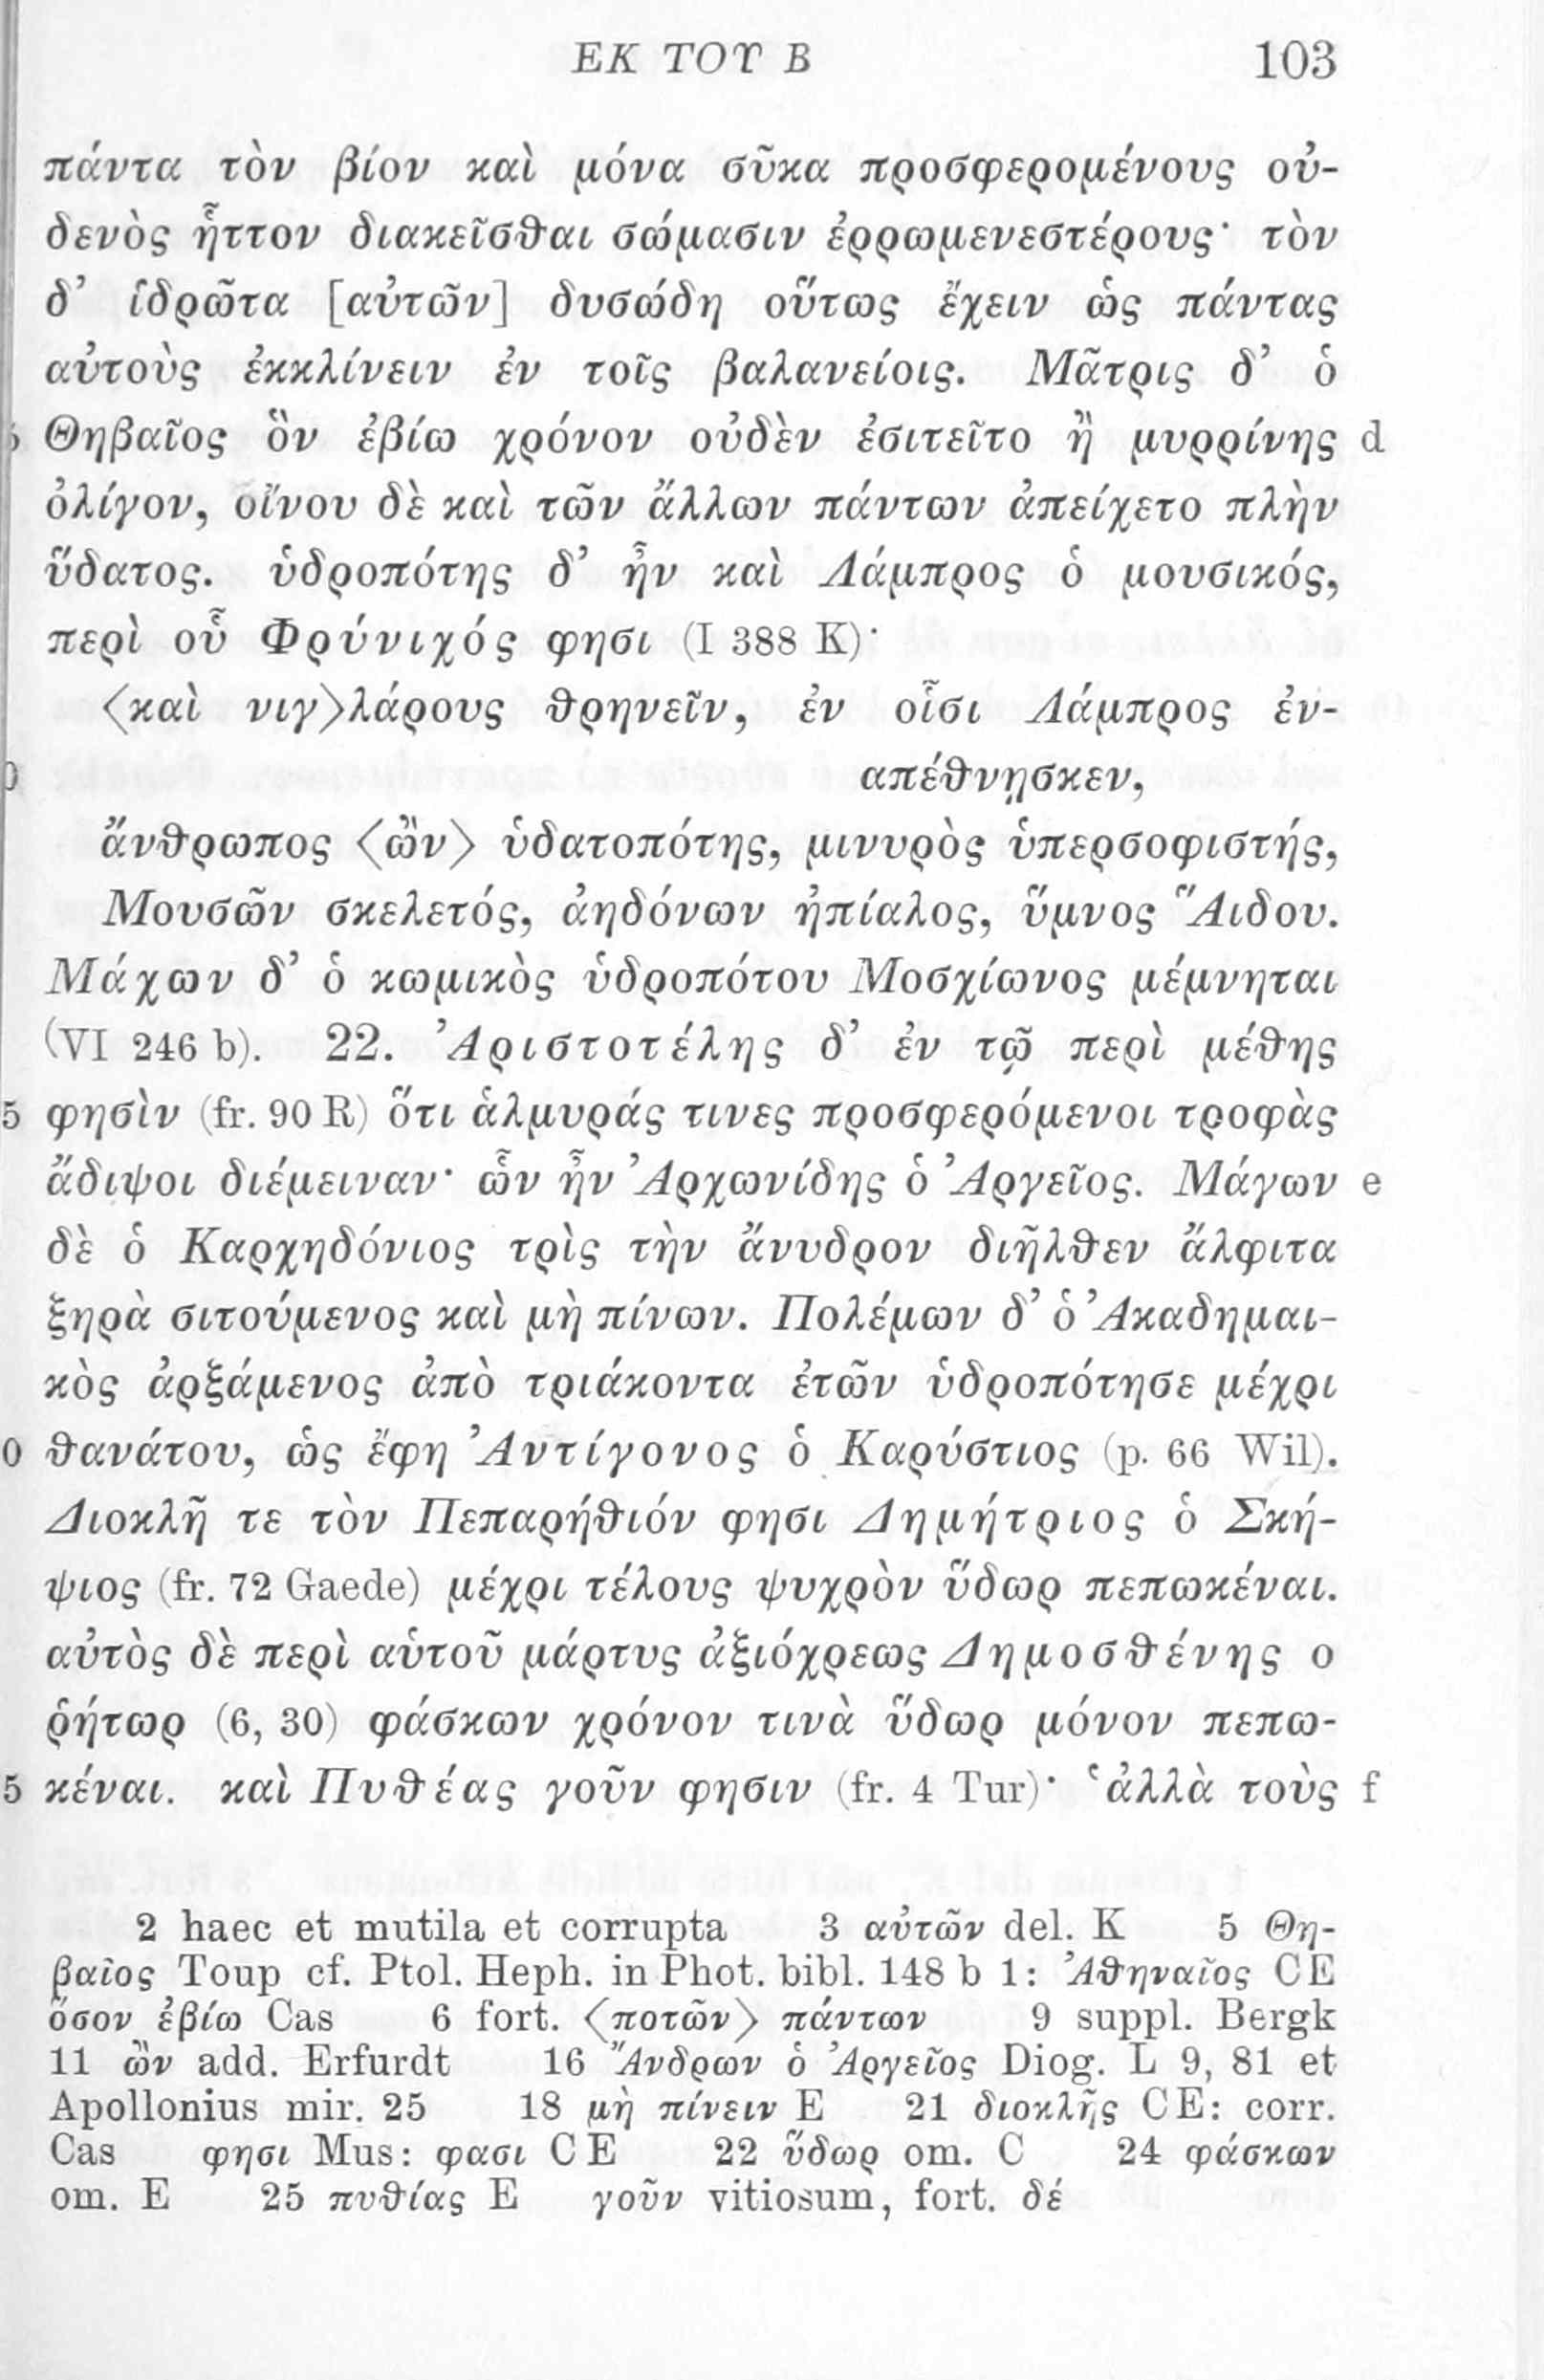 ΕΚ ΤΟΥ Β 103
πάντα τὸν βίον καὶ μόνα σῦκα προσφερομένους οὐ-
δενὸς ἧττον διακεῖσθαι σώμασιν ἐρρωμενεστέρους· τὸν
δ’ ἱδρῶτα [αὐτῶν] δυσώδη οὕτως ἔχειν ὡς πάντας
αὐτοὺς ἐκκλίνειν ἐν τοῖς βαλανείοις. Μᾶτρις δ’ ὁ
Θηβαῖος ὃν ἐβίω χρόνον οὐδὲν ἐσιτεῖτο ἢ μυρρίνης d
ὀλίγον, οἴνου δὲ καὶ τῶν ἄλλων πάντων ἀπείχετο πλὴν
ὕδατος. ὑδροπότης δ’ ἦν καὶ Λάμπρος ὁ μουσικός,
περὶ οὗ Φρύνιχός φησι (I 388 K)·
〈καὶ νιγ〉λάρους θρηνεῖν, ἐν οἷσι Λάμπρος ἐν-
0 απέθνῃσκεν,
ἄνθρωπος 〈ὢν〉 ὑδατοπότης, μινυρὸς ὑπερσοφιστής,
Μουσῶν σκελετός, ἀηδόνων ἠπίαλος, ὕμνος Ἅιδου.
Μάχων δ’ ὁ κωμικὸς ὑδροπότου Μοσχίωνος μέμνηται
(VI 246 b). 22. Ἀριστοτέλης δ’ ἐν τῷ περὶ μέθης
5 φησὶν (fr. 90 R) ὅτι ἁλμυράς τινες προσφερόμενοι τροφὰς
ἄδιψοι διέμειναν· ὧν ἦν Ἀρχωνίδης ὁ Ἀργεῖος. Μάγων e
δὲ ὁ Καρχηδόνιος τρὶς τὴν ἄνυδρον διῆλθεν ἄλφιτα
ξηρὰ σιτούμενος καὶ μὴ πίνων. Πολέμων δ’ ὁ Ἀκαδημαι-
κὸς ἀρξάμενος ἀπὸ τριάκοντα ἐτῶν ὑδροπότησε μέχρι
0 θανάτου, ὡς ἔφη Ἀντίγονος ὁ Καρύστιος (p. 66 Wil).
Διοκλῆ τε τὸν Πεπαρήθιόν φησι Δημήτριος ὁ Σκή-
ψιος (fr. 72 Gaede) μέχρι τέλους ψυχρὸν ὕδωρ πεπωκέναι.
αὐτὸς δὲ περὶ αὑτοῦ μάρτυς ἀξιόχρεως Δημοσθένης ο
ῥήτωρ (6, 30) φάσκων χρόνον τινὰ ὕδωρ μόνον πεπω-
5 κέναι. καὶ Πυθέας γοῦν φησιν (fr. 4 Tur)· ‘ἀλλὰ τοὺς f
2 haec et mutila et corrupta 3 αὐτῶν del. K 5 Θη-
βαῖος Toup cf. Ptol. Heph. in Phot. bibl. 148 b 1: Ἀθηναῖος CE
ὅσον ἐβίω Cas 6 fort. 〈ποτῶν〉 πάντων 9 suppl. Bergk
11 ὢν add. Erfurdt 16 Ἄνδρων ὁ Ἀργεῖος Diog. L 9, 81 et
Apollonius mir. 25 18 μὴ πίνειν E 21 διοκλῆς CE: corr.
Cas φησι Mus: φασι CE 22 ὕδωρ om. C 24 φάσκων
om. E 25 πυθίας E γοῦν vitiosum, fort. δέ